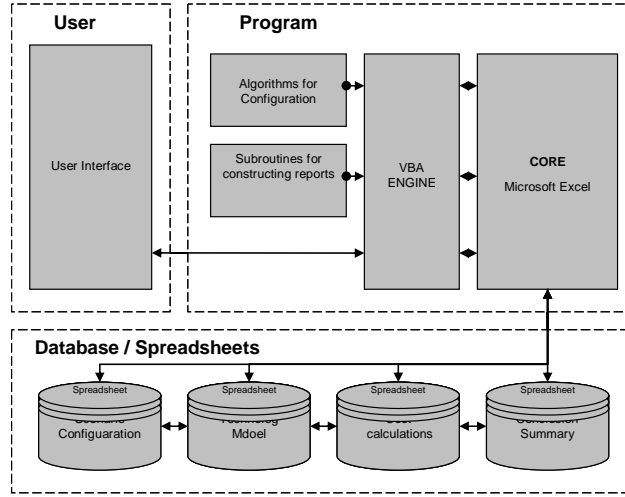 User
Program
User Interface
Algorithms for
Configuration
Subroutines for
constructing reports
VBA
ENGINE
CORE
Microsoft Excel
Database / Spreadsheets
Spreadsheet
Spreadsheet
Spreadsheet
Spreadsheet
Configuaration
Mdoel
calculations
Summary